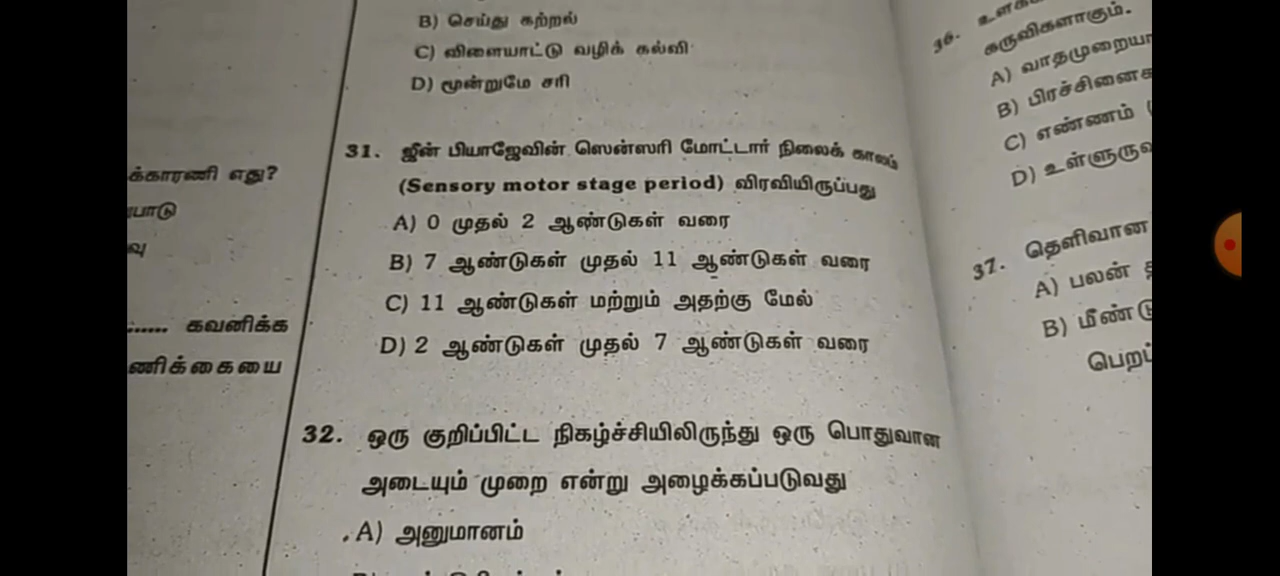 B) செய்து கற்றல்
C) விளையாட்டு வழிக் கல்வி
D) மூன்றுமே சரி
க்காரணி எது?
பாடு
வு
...... கவனிக்க
ணிக்கையை
31. ஜீன் பியாஜேவின் ஸென்ஸரி மோட்டார் நிலைக் காலம்
(Sensory motor stage period) விரவியிருப்பது
A) 0 முதல் 2 ஆண்டுகள் வரை
B) 7 ஆண்டுகள் முதல் 11 ஆண்டுகள் வரை
C) 11 ஆண்டுகள் மற்றும் அதற்கு மேல்
D) 2 ஆண்டுகள் முதல் 7 ஆண்டுகள் வரை
32. ஒரு குறிப்பிட்ட நிகழ்ச்சியிலிருந்து ஒரு பொதுவான
அடையும் முறை என்று அழைக்கப்படுவது
A) அனுமானம்
36.
கருவிகளாகும்.
A) வாதமுறையா
B) பிரச்சினைக
C) எண்ணம்
D) உள்ளுருவ
37. தெளிவான
A) பலன்
B) மீண்டு
பெறப்